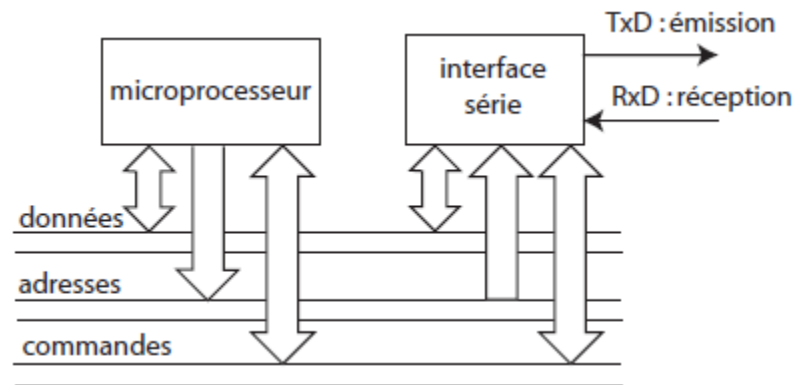 TxD : émission
microprocesseur
interface
série
RxD : réception
données
adresses
commandes